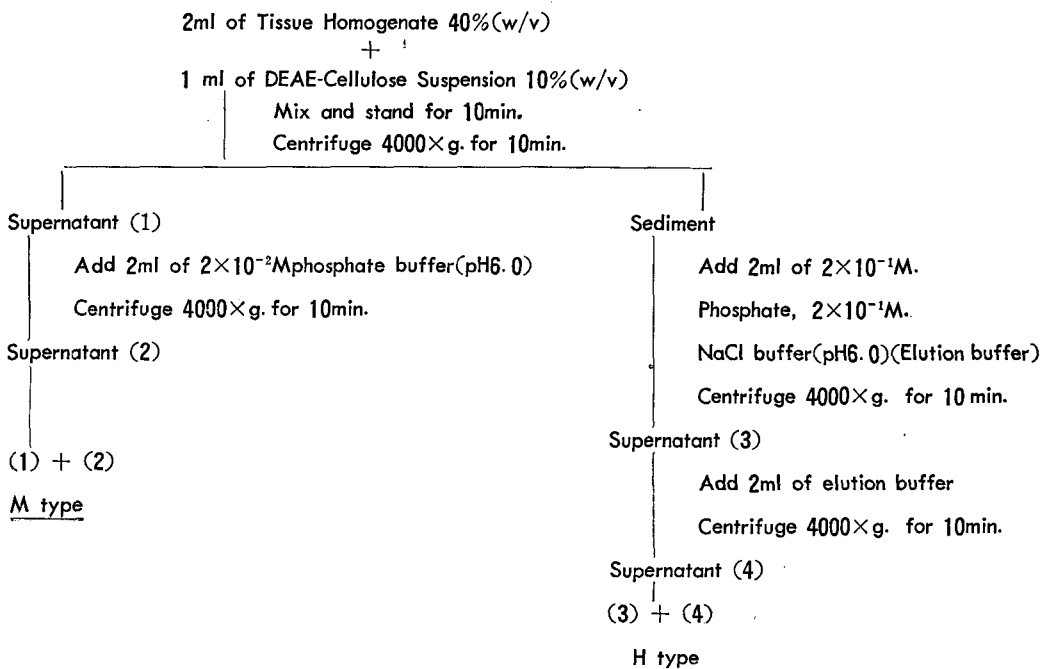 2ml of Tissue Homogenate 40%(w/v)
+
1 ml of DEAE-Cellulose Suspension 10%(w/v)
Mix and stand for 10min.
Centrifuge 4000×g. for 10min.
Supernatant (1)
Add 2ml of 2×10⁻²Mphosphate buffer(pH6.0)
Centrifuge 4000×g. for 10min.
Supernatant (2)
(1) + (2)
M type
Sediment
Add 2ml of 2×10⁻¹M.
Phosphate, 2×10⁻¹M.
NaCl buffer(pH6.0)(Elution buffer)
Centrifuge 4000×g. for 10 min.
Supernatant (3)
Add 2ml of elution buffer
Centrifuge 4000×g. for 10min.
Supernatant (4)
(3) + (4)
H type